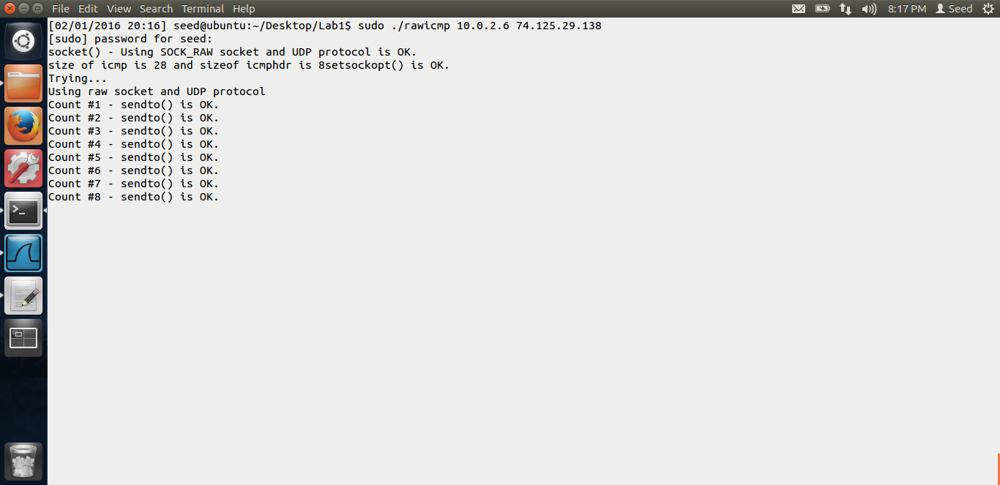 File Edit View Search Terminal Help 8:17 PM Seed
[02/01/2016 20:16] seed@ubuntu:~/Desktop/Lab1$ sudo ./rawicmp 10.0.2.6 74.125.29.138
[sudo] password for seed:
socket() - Using SOCK_RAW socket and UDP protocol is OK.
size of icmp is 28 and sizeof icmphdr is 8setsockopt() is OK.
Trying...
Using raw socket and UDP protocol
Count #1 - sendto() is OK.
Count #2 - sendto() is OK.
Count #3 - sendto() is OK.
Count #4 - sendto() is OK.
Count #5 - sendto() is OK.
Count #6 - sendto() is OK.
Count #7 - sendto() is OK.
Count #8 - sendto() is OK.